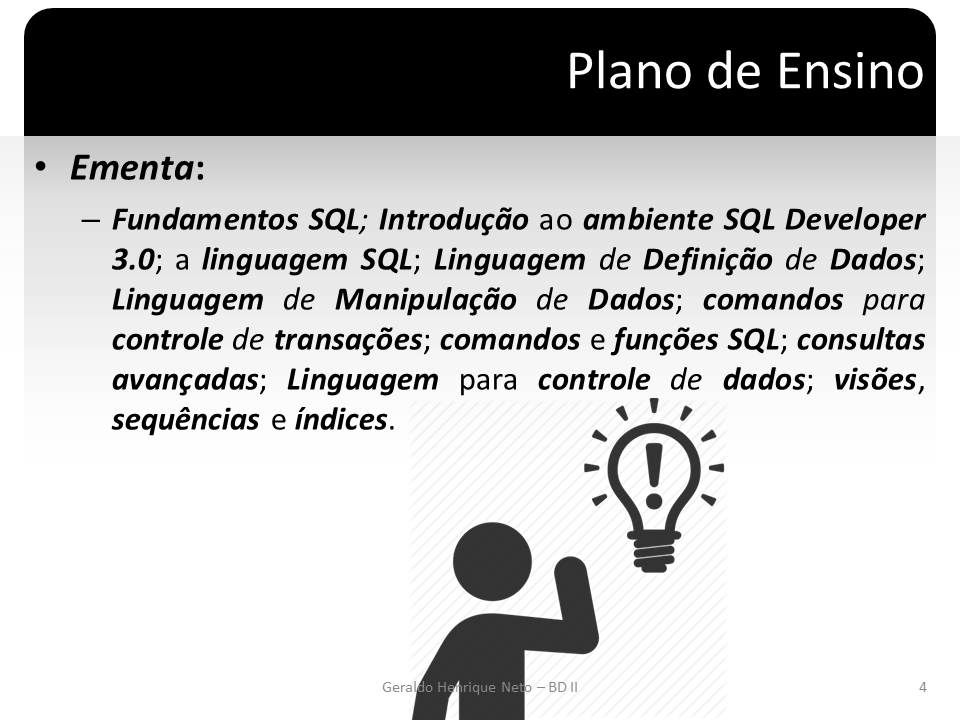 Plano de Ensino
• Ementa:
– Fundamentos SQL; Introdução ao ambiente SQL Developer
3.0; a linguagem SQL; Linguagem de Definição de Dados;
Linguagem de Manipulação de Dados; comandos para
controle de transações; comandos e funções SQL; consultas
avançadas; Linguagem para controle de dados; visões,
sequências e índices.
Geraldo Henrique Neto – BD II
4